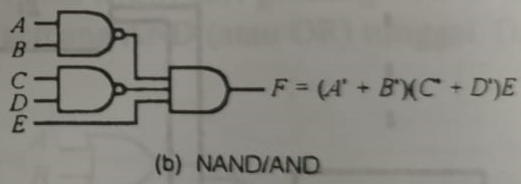 A
B
C
D
E
F = (A' + B')(C' + D')E
(b) NAND/AND